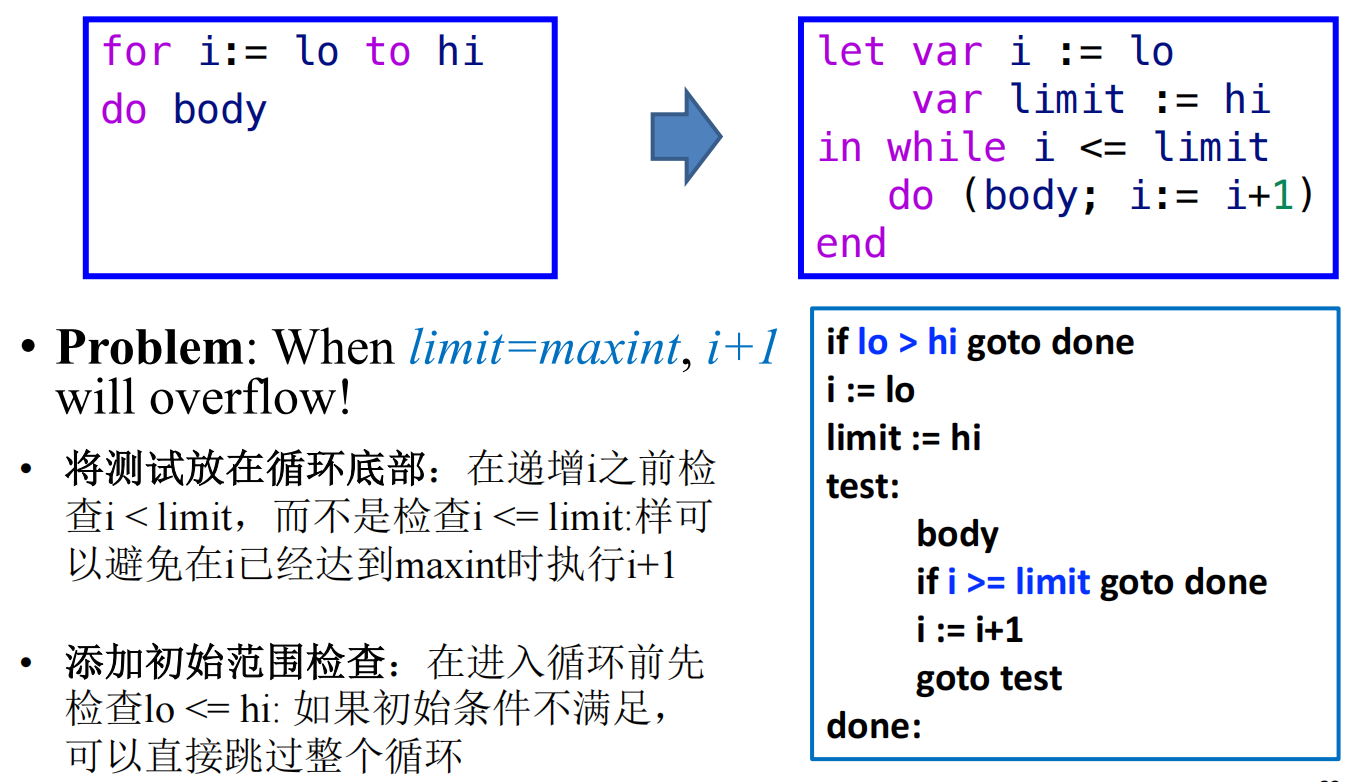 for i:= lo to hi
do body
let var i := lo
var limit := hi
in while i <= limit
do (body; i:= i+1)
end
• Problem: When limit=maxint, i+1
will overflow!
• 将测试放在循环底部：在递增i之前检
查i < limit，而不是检查i <= limit:样可
以避免在i已经达到maxint时执行i+1
• 添加初始范围检查：在进入循环前先
检查lo <= hi: 如果初始条件不满足，
可以直接跳过整个循环
if lo > hi goto done
i := lo
limit := hi
test:
body
if i >= limit goto done
i := i+1
goto test
done: